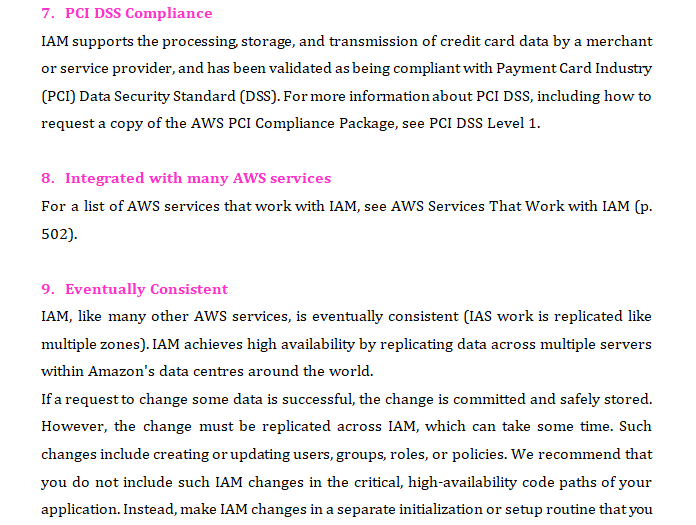 7. PCI DSS Compliance
IAM supports the processing, storage, and transmission of credit card data by a merchant
or service provider, and has been validated as being compliant with Payment Card Industry
(PCI) Data Security Standard (DSS). For more information about PCI DSS, including how to
request a copy of the AWS PCI Compliance Package, see PCI DSS Level 1.
8. Integrated with many AWS services
For a list of AWS services that work with IAM, see AWS Services That Work with IAM (p.
502).
9. Eventually Consistent
IAM, like many other AWS services, is eventually consistent (IAS work is replicated like
multiple zones). IAM achieves high availability by replicating data across multiple servers
within Amazon's data centres around the world.
If a request to change some data is successful, the change is committed and safely stored.
However, the change must be replicated across IAM, which can take some time. Such
changes include creating or updating users, groups, roles, or policies. We recommend that
you do not include such IAM changes in the critical, high-availability code paths of your
application. Instead, make IAM changes in a separate initialization or setup routine that you